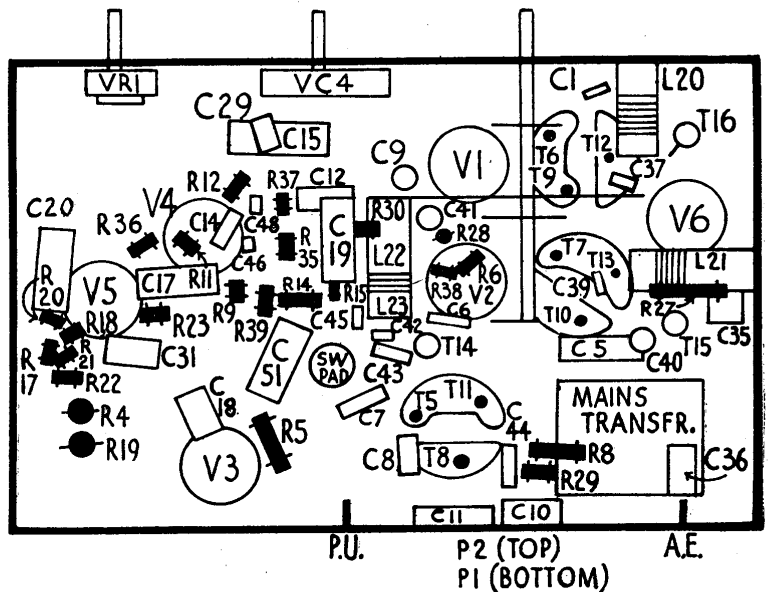 VR1
VC4
C1
L20
C29
C15
T16
C9
V1
T6
T12
T9
C37
R12
R37
C12
V4
C20
C14
C48
C
19
R30
C41
R28
V6
R36
R
35
L22
T7
T13
C46
R11
C17
R
20
V5
R9
R14
R15
R38
R6
V2
C39
L21
R27
L23
R39
C45
C42
C6
T10
R18
R23
T15
C35
C31
R
21
R
17
R22
C
51
SW
PAD
C43
T14
C5
C40
C7
T5
T11
C
44
MAINS
TRANSFR.
R4
R19
C
18
V3
R5
C8
T8
R8
R29
C36
C11
C10
P.U.
P2 (TOP)
A.E.
P1 (BOTTOM)